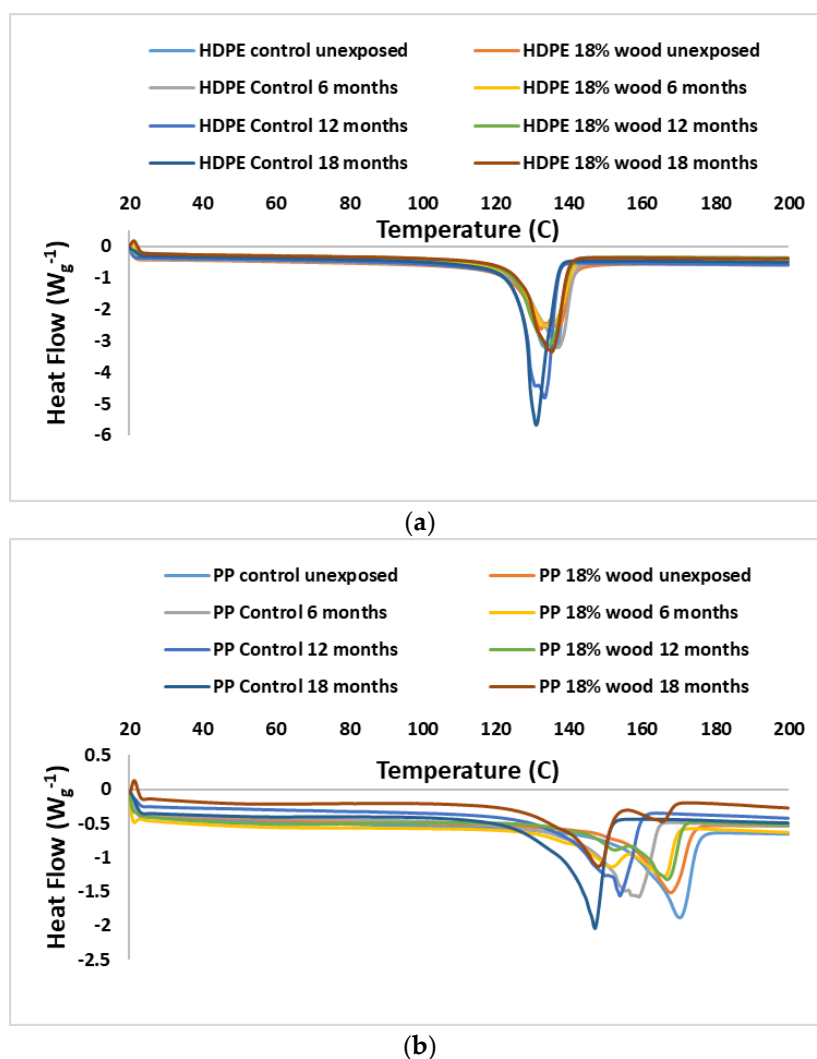 HDPE control unexposed HDPE 18% wood unexposed
HDPE Control 6 months HDPE 18% wood 6 months
HDPE Control 12 months HDPE 18% wood 12 months
HDPE Control 18 months HDPE 18% wood 18 months
20 40 60 80 100 120 140 160 180 200
Temperature (C)
Heat Flow (Wg⁻¹)
0
-1
-2
-3
-4
-5
-6
(a)
PP control unexposed PP 18% wood unexposed
PP Control 6 months PP 18% wood 6 months
PP Control 12 months PP 18% wood 12 months
PP Control 18 months PP 18% wood 18 months
20 40 60 80 100 120 140 160 180 200
Temperature (C)
Heat Flow (Wg⁻¹)
0.5
0
-0.5
-1
-1.5
-2
-2.5
(b)